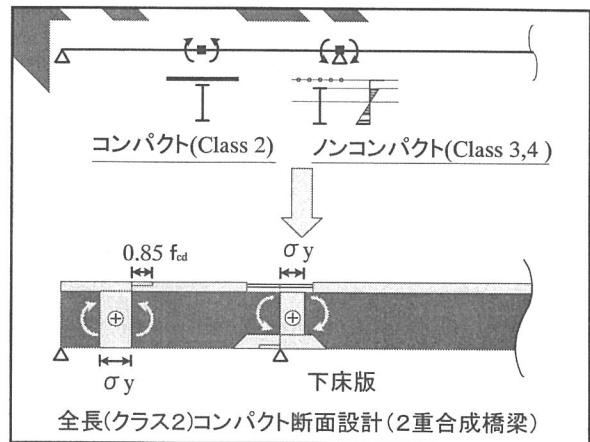 コンパクト(Class 2)
ノンコンパクト(Class 3,4 )
0.85 fcd
σy
σy
下床版
全長(クラス2)コンパクト断面設計(2重合成橋梁)